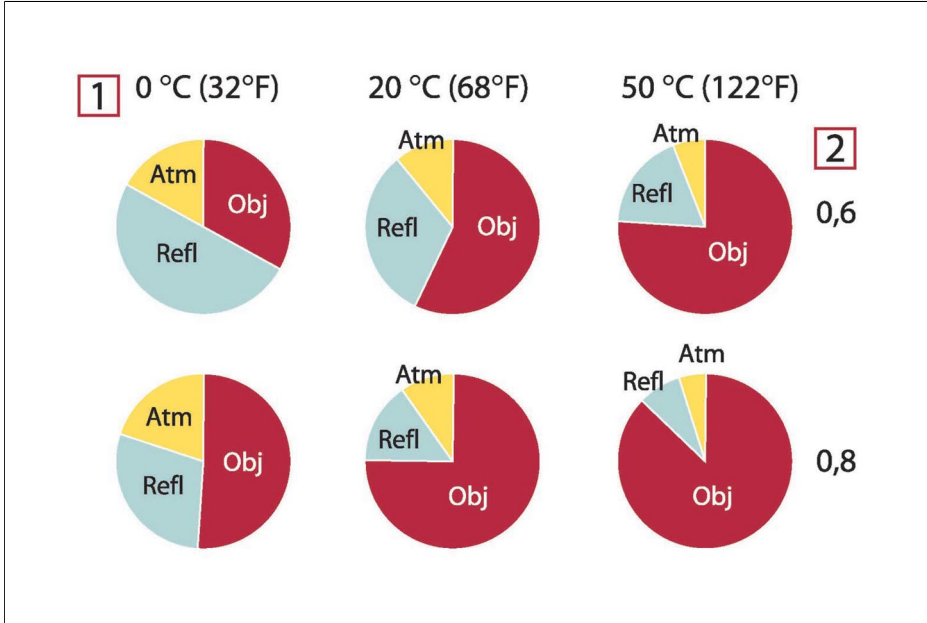 1 0 °C (32°F) 20 °C (68°F) 50 °C (122°F)
2
0,6
Atm Obj Refl
Atm Refl Obj
Atm Refl Obj
Atm Obj Refl
Atm Refl Obj
Atm Refl Obj
0,8